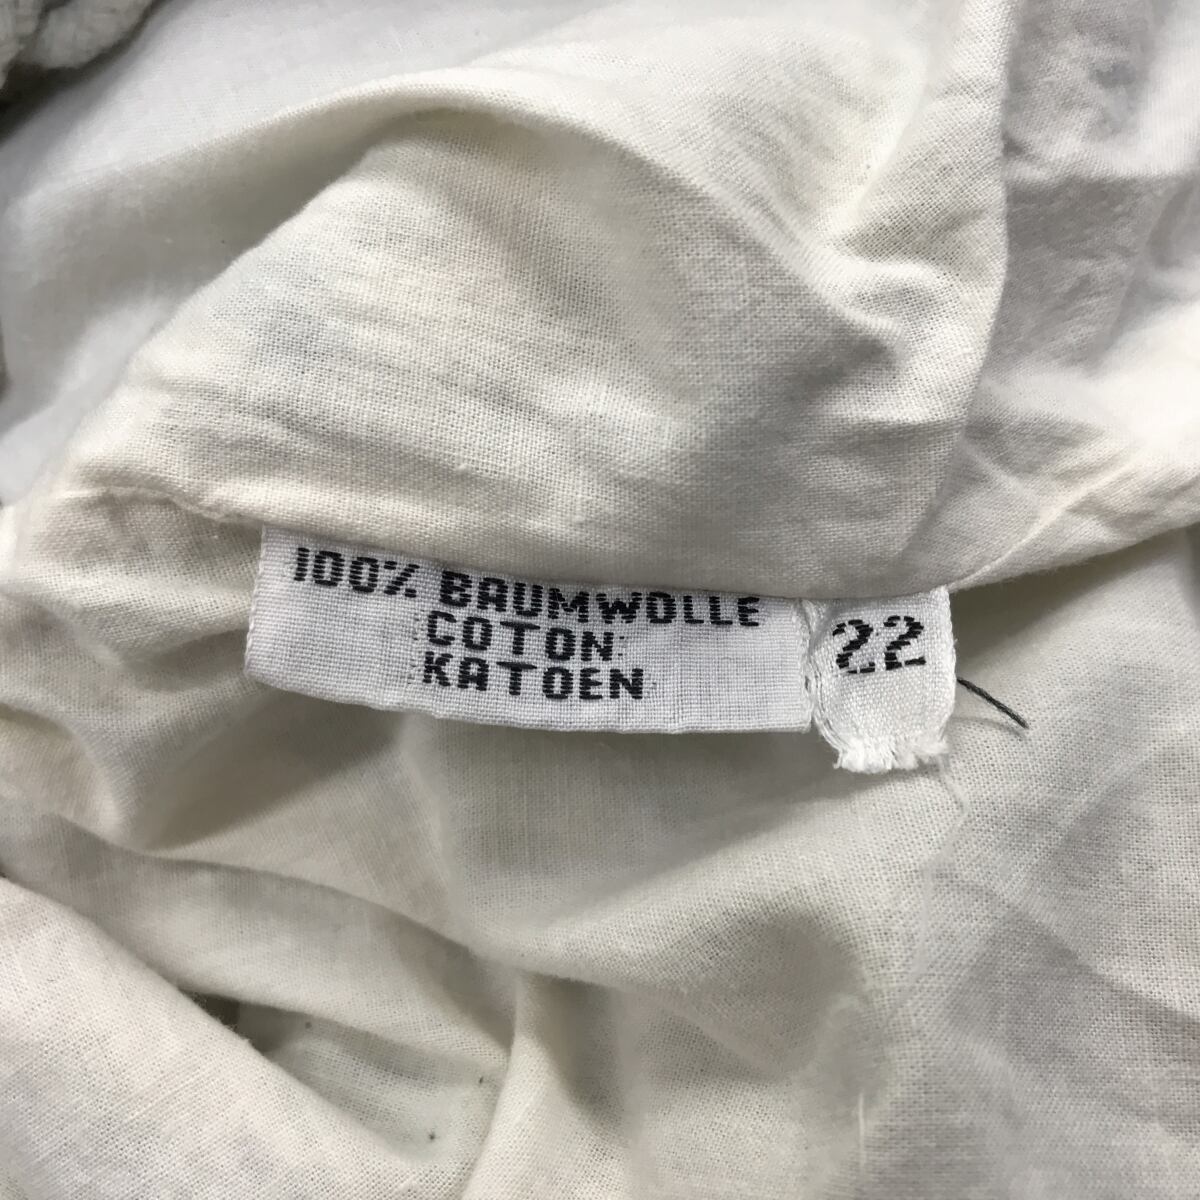 100% BAUMWOLLE
COTON
KATOEN
22